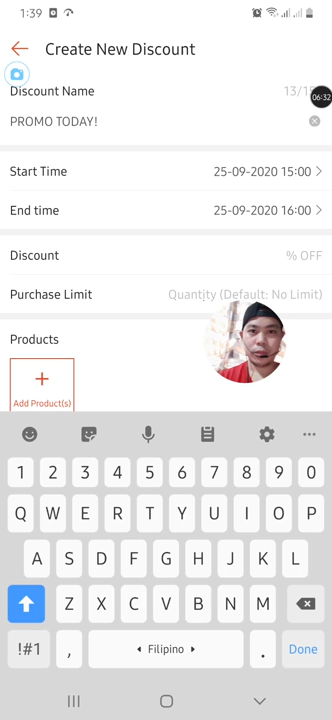 1:39
Create New Discount
Discount Name
13/15
06:32
PROMO TODAY!
Start Time 25-09-2020 15:00
End time 25-09-2020 16:00
Discount % OFF
Purchase Limit Quantity (Default: No Limit)
Products
Add Product(s)
1 2 3 4 5 6 7 8 9 0
Q W E R T Y U I O P
A S D F G H J K L
Z X C V B N M
!#1 , Filipino . Done